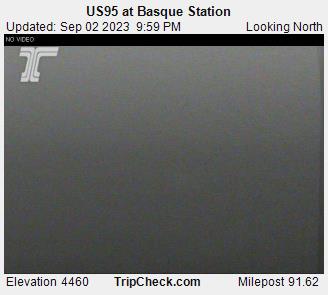 US95 at Basque Station
Updated: Sep 02 2023 9:59 PM Looking North
NO VIDEO
Elevation 4460 TripCheck.com Milepost 91.62